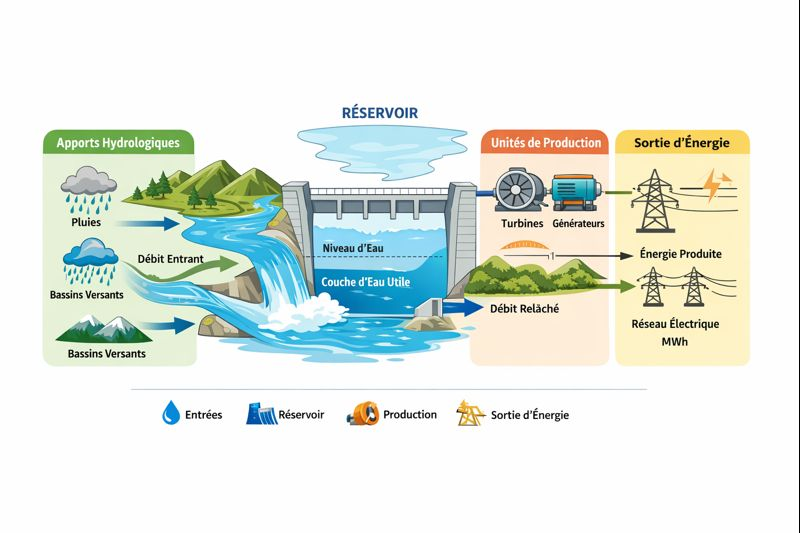 RÉSERVOIR
Apports Hydrologiques
Pluies
Débit Entrant
Bassins Versants
Bassins Versants
Niveau d'Eau
Couche d'Eau Utile
Unités de Production
Turbines
Générateurs
1
Débit Relâché
Sortie d'Énergie
Énergie Produite
Réseau Électrique
MWh
Entrées
Réservoir
Production
Sortie d'Énergie